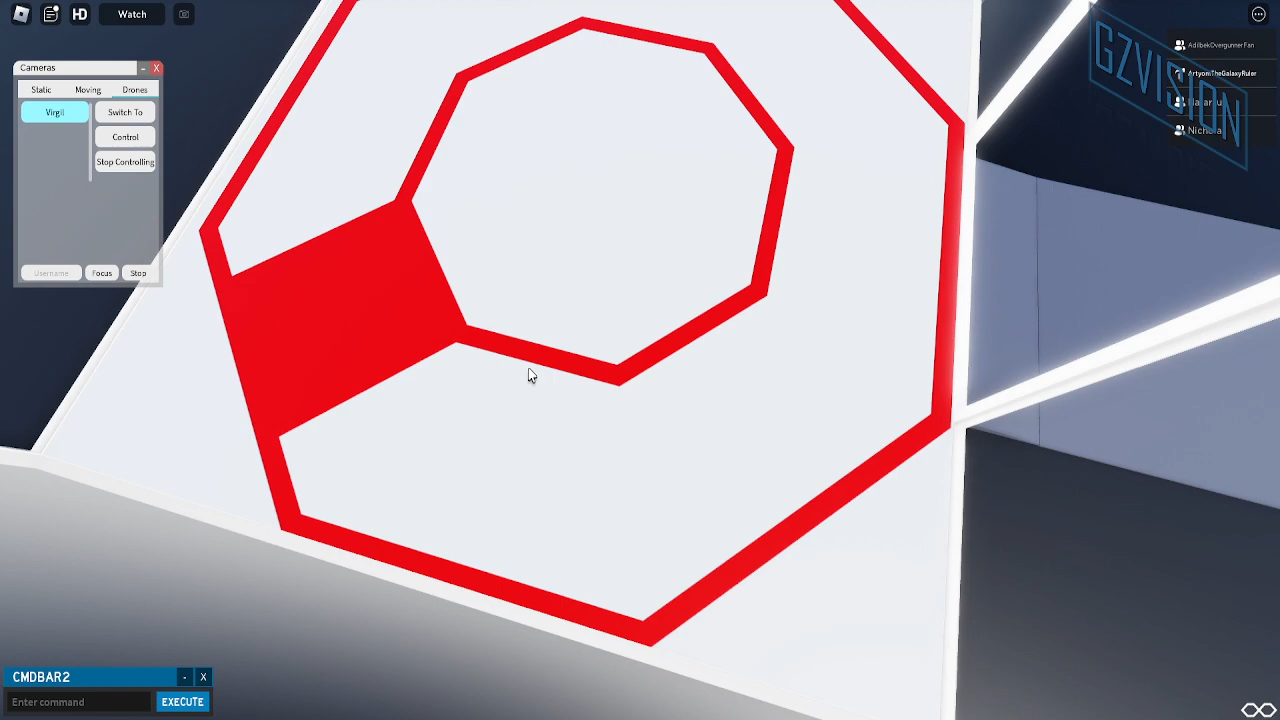 HD
Watch
Cameras
- X
Static Moving Drones
Virgil
Switch To
Control
Stop Controlling
Username Focus Stop
AdilbekOvergunnerFan
ArtyomTheGalaxyRuler
GZVISION
CMDBAR2
- X
Enter command
EXECUTE